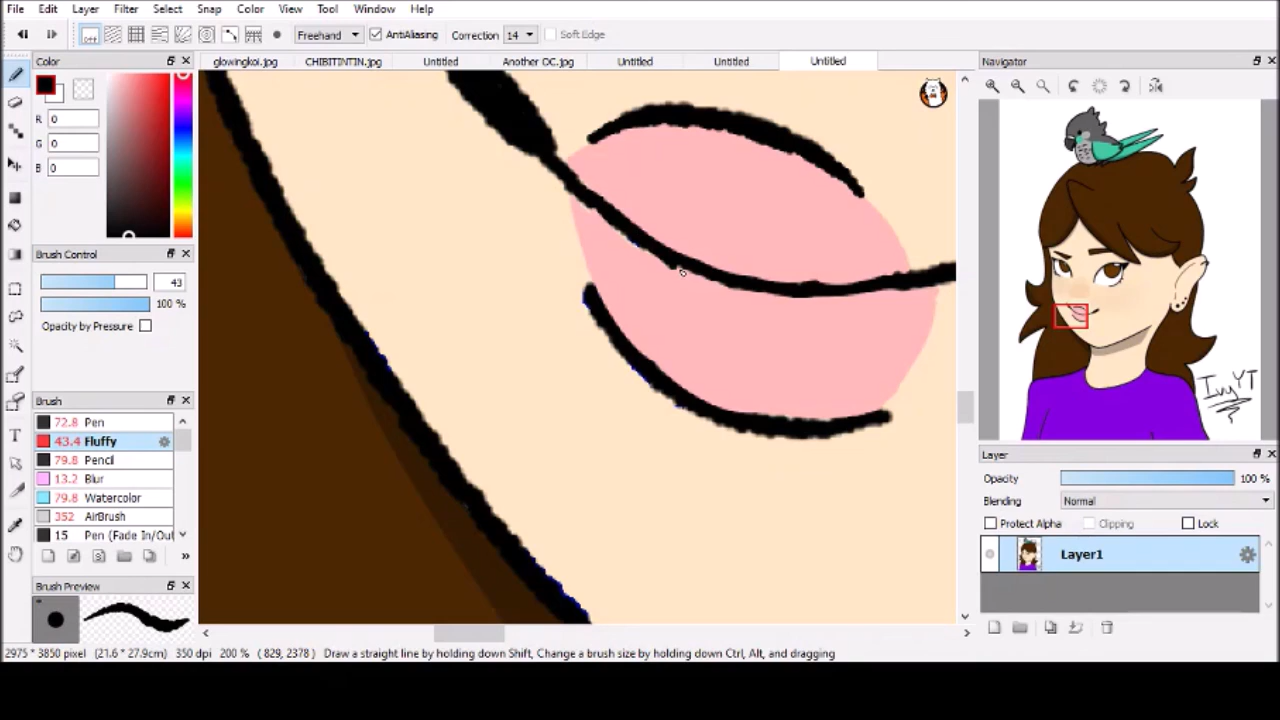 File Edit Layer Filter Select Snap Color View Tool Window Help
Off Freehand AntiAliasing Correction 14 Soft Edge
Color
glowingkoi.jpg CHIBITINTIN.jpg Untitled Another OC.jpg Untitled Untitled Untitled
Navigator
R 0
G 0
B 0
Brush Control
43
100 %
Opacity by Pressure
Brush
72.8 Pen
43.4 Fluffy
79.8 Pencil
13.2 Blur
79.8 Watercolor
352 AirBrush
15 Pen (Fade In/Out
Brush Preview
IvyYT
Layer
Opacity 100 %
Blending Normal
Protect Alpha Clipping Lock
Layer1
2975 * 3850 pixel (21.6 * 27.9cm) 350 dpi 200 % ( 829, 2378 ) Draw a straight line by holding down Shift, Change a brush size by holding down Ctrl, Alt, and dragging